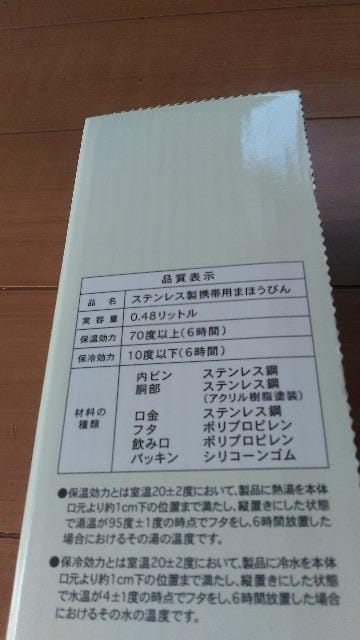 品質表示
品名 ステンレス製携帯用まほうびん
実容量 0.48リットル
保温効力 70度以上(6時間)
保冷効力 10度以下(6時間)
材料の種類
内ビン ステンレス鋼
胴部 ステンレス鋼
(アクリル樹脂塗装)
口金 ステンレス鋼
フタ ポリプロピレン
飲み口 ポリプロピレン
パッキン シリコーンゴム
●保温効力とは室温20±2度において、製品に熱湯を本体
口元より約1cm下の位置まで満たし、縦置きにした状態
で湯温が95度±1度の時点でフタをし、6時間放置した
場合におけるその湯の温度です。
●保冷効力とは室温20±2度において、製品に冷水を本体
口元より約1cm下の位置まで満たし、縦置きにした状態
で水温が4±1度の時点でフタをし、6時間放置した場合
におけるその水の温度です。